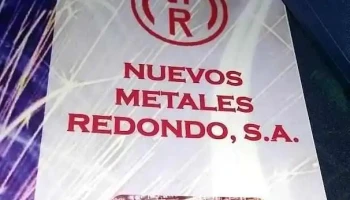 R
NUEVOS
METALES
REDONDO, S.A.